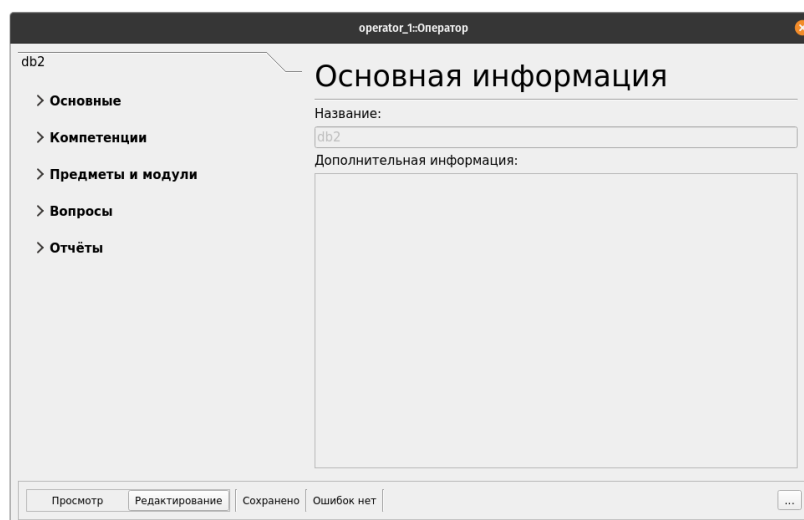 operator_1::Оператор
db2
Основные
Компетенции
Предметы и модули
Вопросы
Отчёты
Основная информация
Название:
db2
Дополнительная информация:
Просмотр Редактирование Сохранено Ошибок нет ...